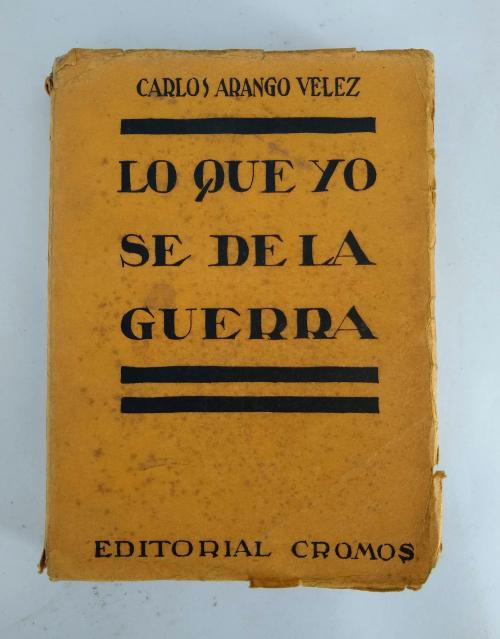 CARLOS ARANGO VELEZ
LO QUE YO
SE DE LA
GUERRA
EDITORIAL CROMOS